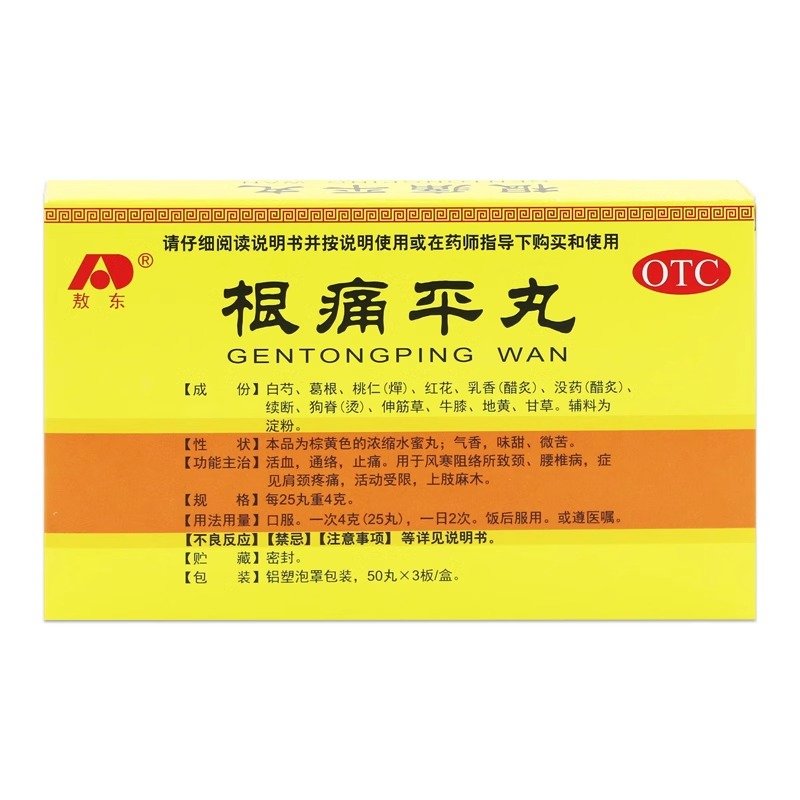 根痛平丸
请仔细阅读说明书并按说明使用或在药师指导下购买和使用
敖东
®
OTC
根痛平丸
GENTONGPING WAN
【成 份】白芍、葛根、桃仁(燀)、红花、乳香(醋炙)、没药(醋炙)、
续断、狗脊(烫)、伸筋草、牛膝、地黄、甘草。辅料为
淀粉。
【性 状】本品为棕黄色的浓缩水蜜丸；气香，味甜、微苦。
【功能主治】活血，通络，止痛。用于风寒阻络所致颈、腰椎病，症
见肩颈疼痛，活动受限，上肢麻木。
【规 格】每25丸重4克。
【用法用量】口服。一次4克(25丸)，一日2次。饭后服用。或遵医嘱。
【不良反应】【禁忌】【注意事项】等详见说明书。
【贮 藏】密封。
【包 装】铝塑泡罩包装，50丸×3板/盒。